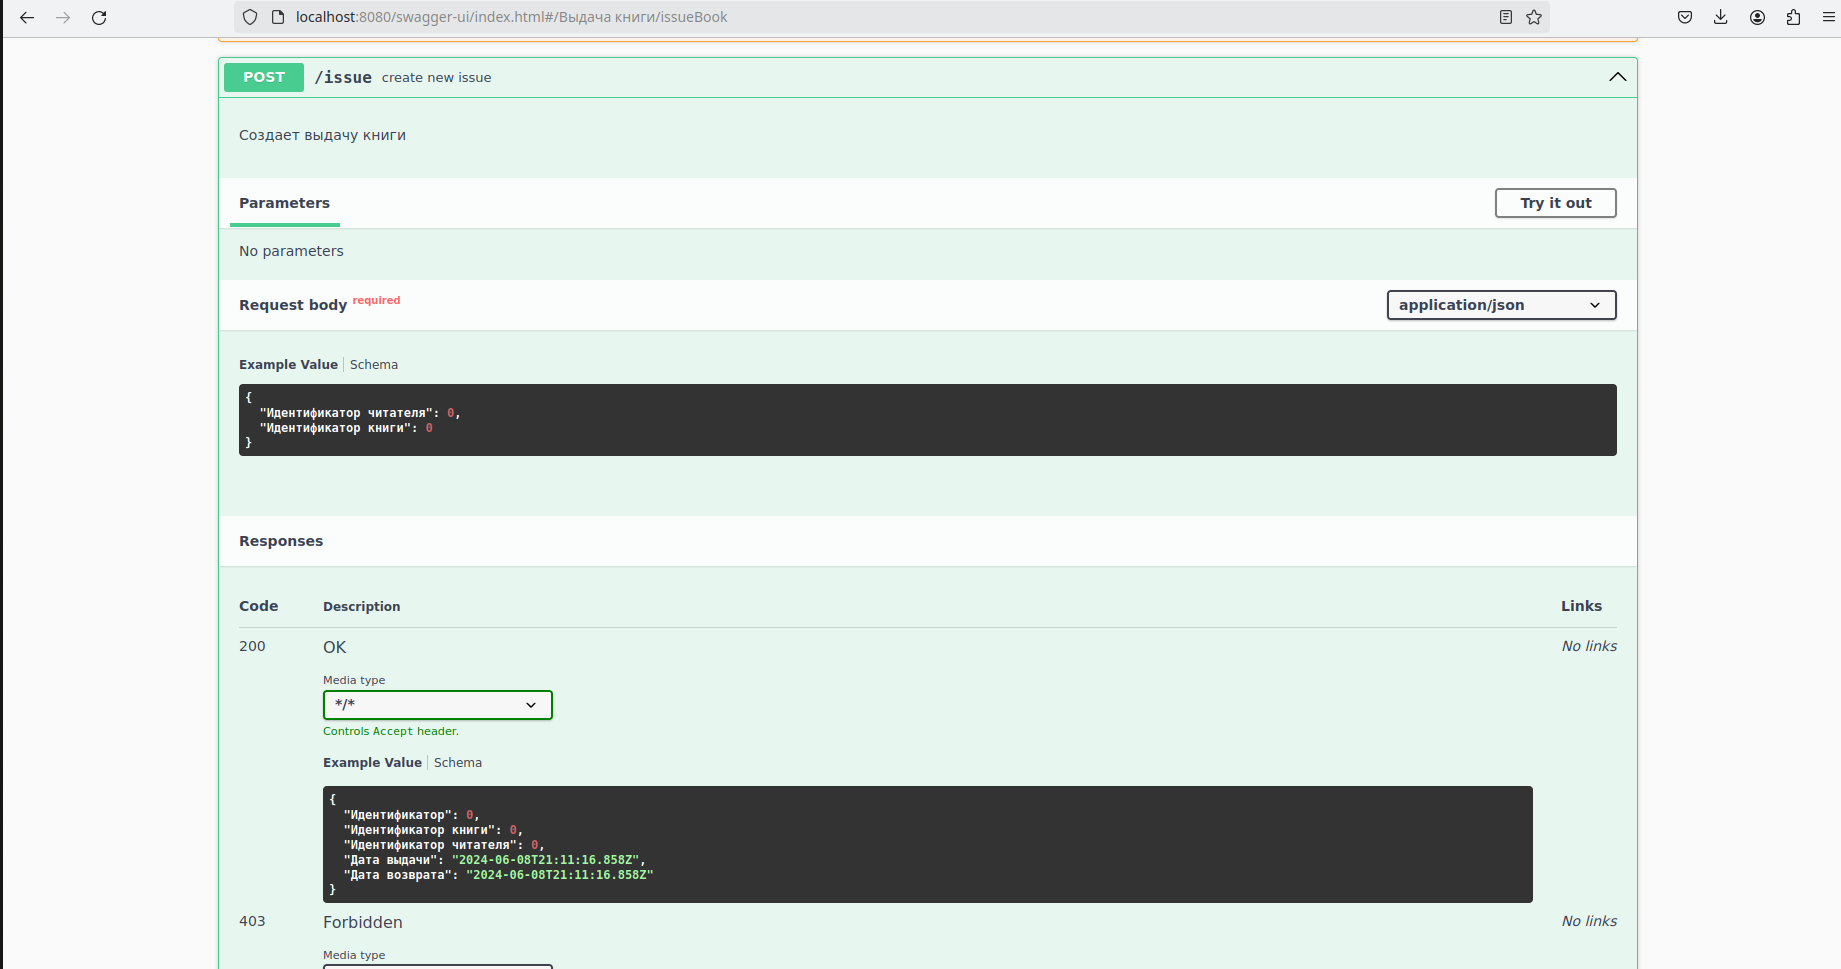 localhost:8080/swagger-ui/index.html#/Выдача книги/issueBook
POST /issue create new issue
Создает выдачу книги
Parameters
Try it out
No parameters
Request body required
application/json
Example Value | Schema
{
"Идентификатор читателя": 0,
"Идентификатор книги": 0
}
Responses
Code Description Links
200 OK No links
Media type
*/*
Controls Accept header.
Example Value | Schema
{
"Идентификатор": 0,
"Идентификатор книги": 0,
"Идентификатор читателя": 0,
"Дата выдачи": "2024-06-08T21:11:16.858Z",
"Дата возврата": "2024-06-08T21:11:16.858Z"
}
403 Forbidden No links
Media type